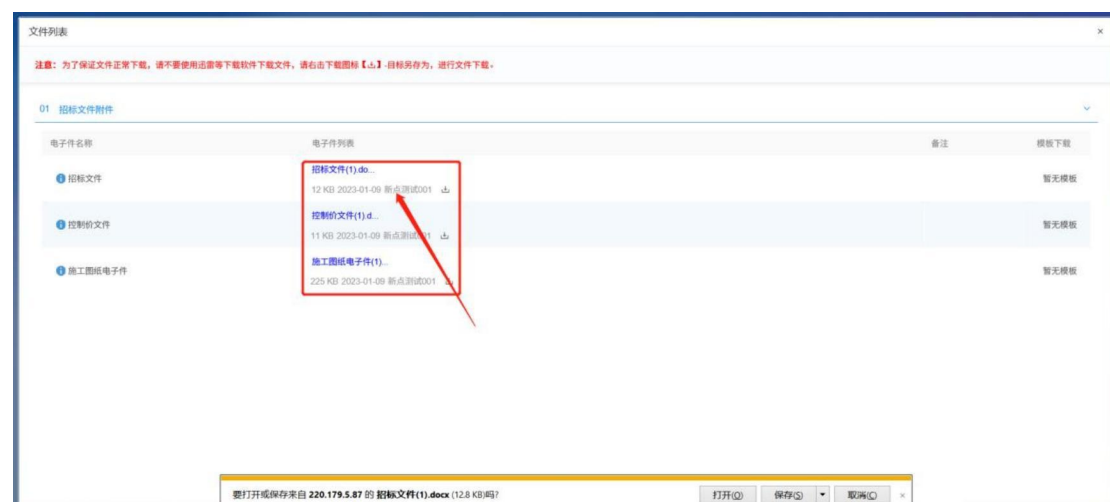 文件列表 ×
注意：为了保证文件正常下载，请不要使用迅雷等下载软件下载文件，请右击下载图标【】-目标另存为，进行文件下载。
01 招标文件附件
电子件名称 电子件列表 备注 模板下载
招标文件(1).do...
招标文件 12 KB 2023-01-09 新点测试001 暂无模板
控制价文件(1).d...
控制价文件 11 KB 2023-01-09 新点测试001 暂无模板
施工图纸电子件(1)...
施工图纸电子件 225 KB 2023-01-09 新点测试001 暂无模板
要打开或保存来自 220.179.5.87 的 招标文件(1).docx (12.8 KB)吗? 打开(O) 保存(S) 取消(C) ×